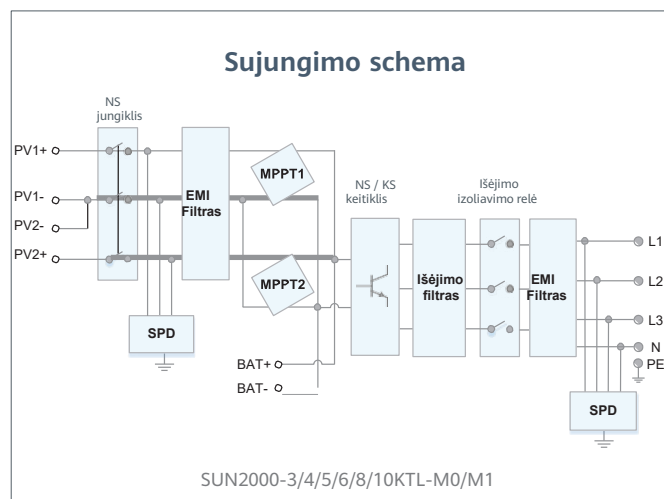 Sujungimo schema
NS
jungiklis
PV1+
PV1-
PV2-
PV2+
EMI
Filtras
MPPT1
MPPT2
SPD
BAT+
BAT-
NS / KS
keitiklis
Išėjimo
filtras
Išėjimo
izoliavimo relė
EMI
Filtras
L1
L2
L3
N
PE
SPD
SUN2000-3/4/5/6/8/10KTL-M0/M1